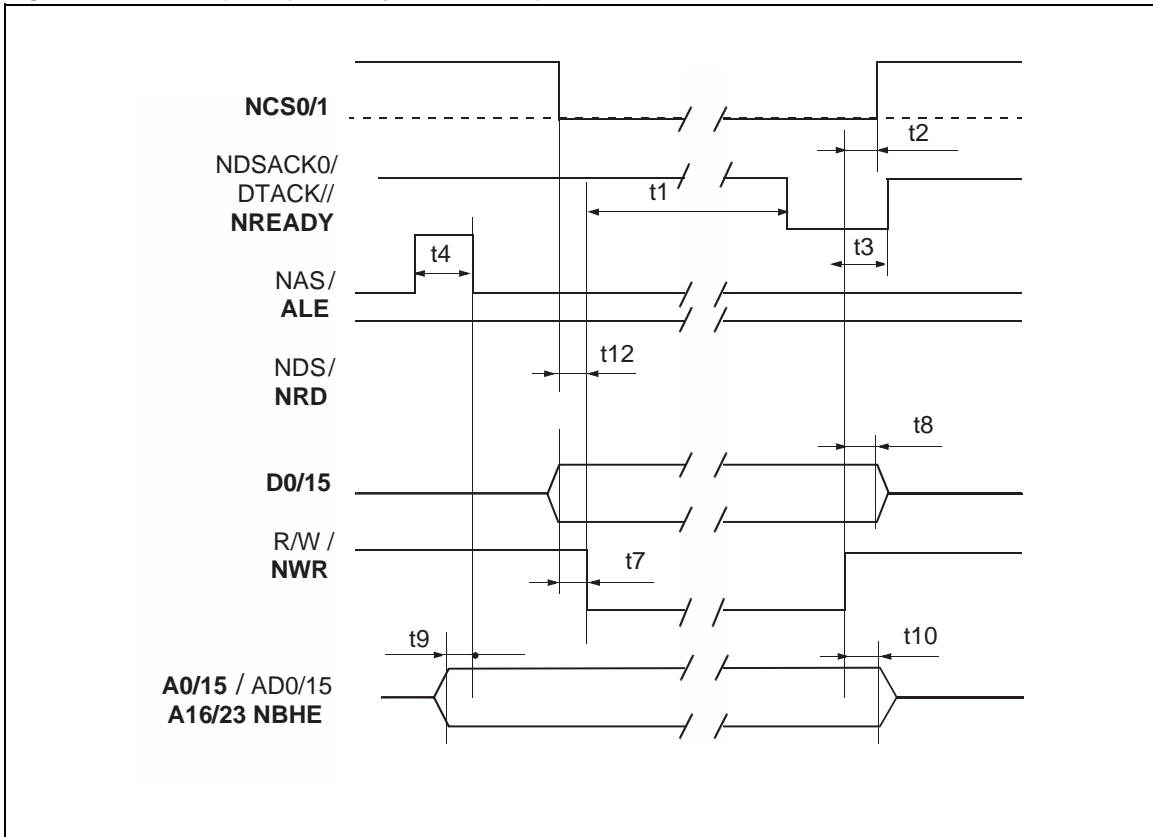 NCS0/1
t2
NDSACK0/
DTACK//
NREADY
t1
t3
t4
NAS/
ALE
t12
NDS/
NRD
t8
D0/15
R/W /
NWR
t7
t9
t10
A0/15 / AD0/15
A16/23 NBHE